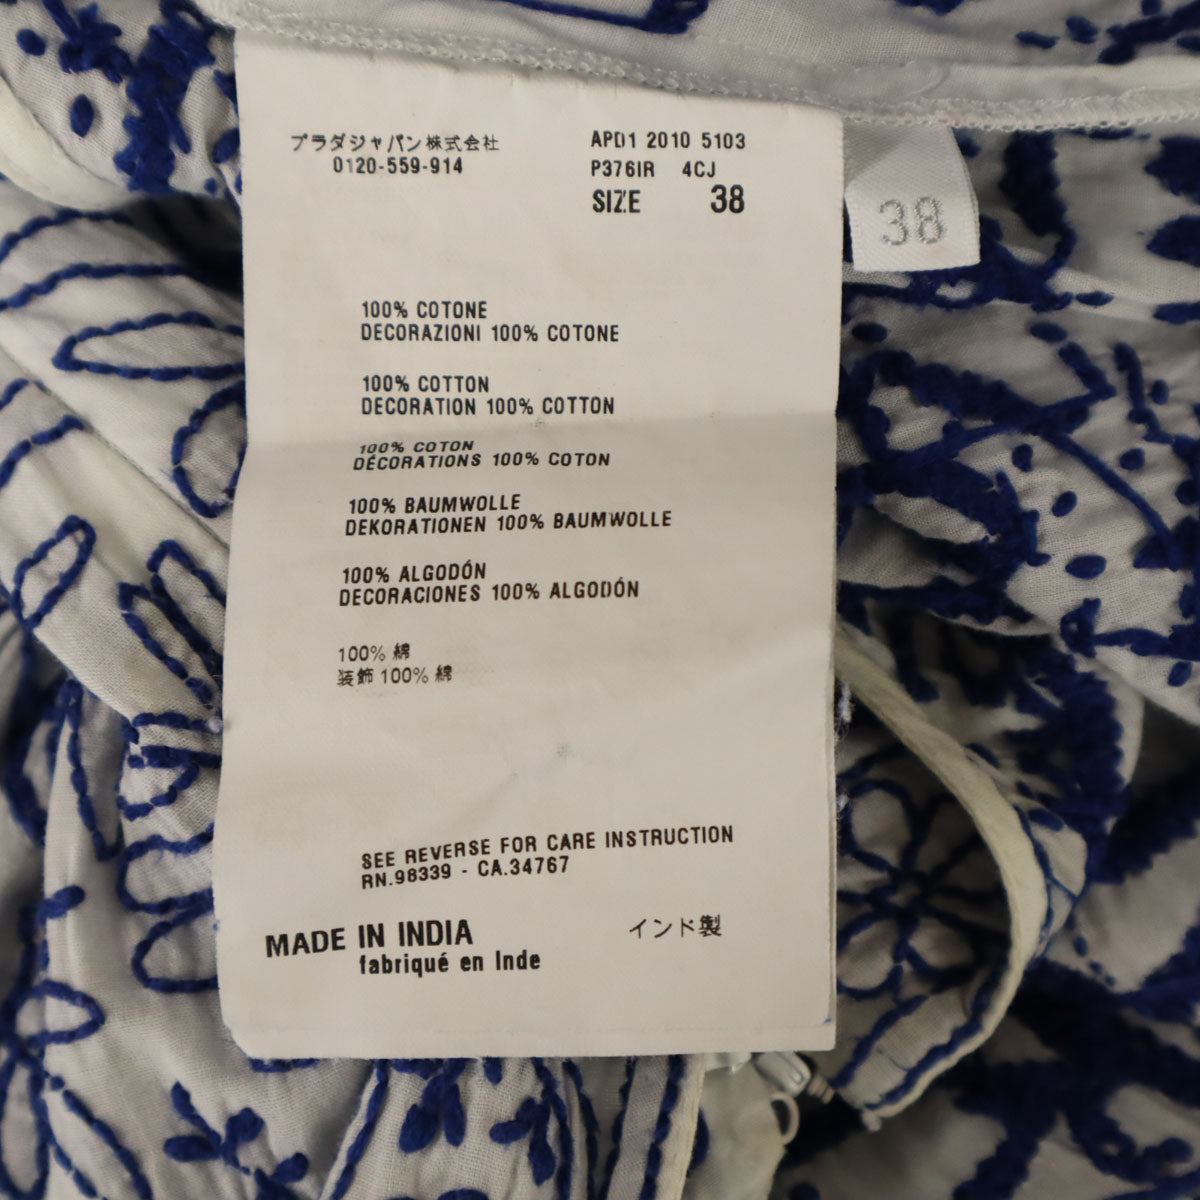 プラダジャパン株式会社
0120-559-914
APD1 2010 5103
P376IR 4CJ
SIZE 38
38
100% COTONE
DECORAZIONI 100% COTONE
100% COTTON
DECORATION 100% COTTON
100% COTON
DÉCORATIONS 100% COTON
100% BAUMWOLLE
DEKORATIONEN 100% BAUMWOLLE
100% ALGODÓN
DECORACIONES 100% ALGODÓN
100% 綿
装飾 100% 綿
SEE REVERSE FOR CARE INSTRUCTION
RN.98339 - CA.34767
MADE IN INDIA
fabriqué en Inde
インド製